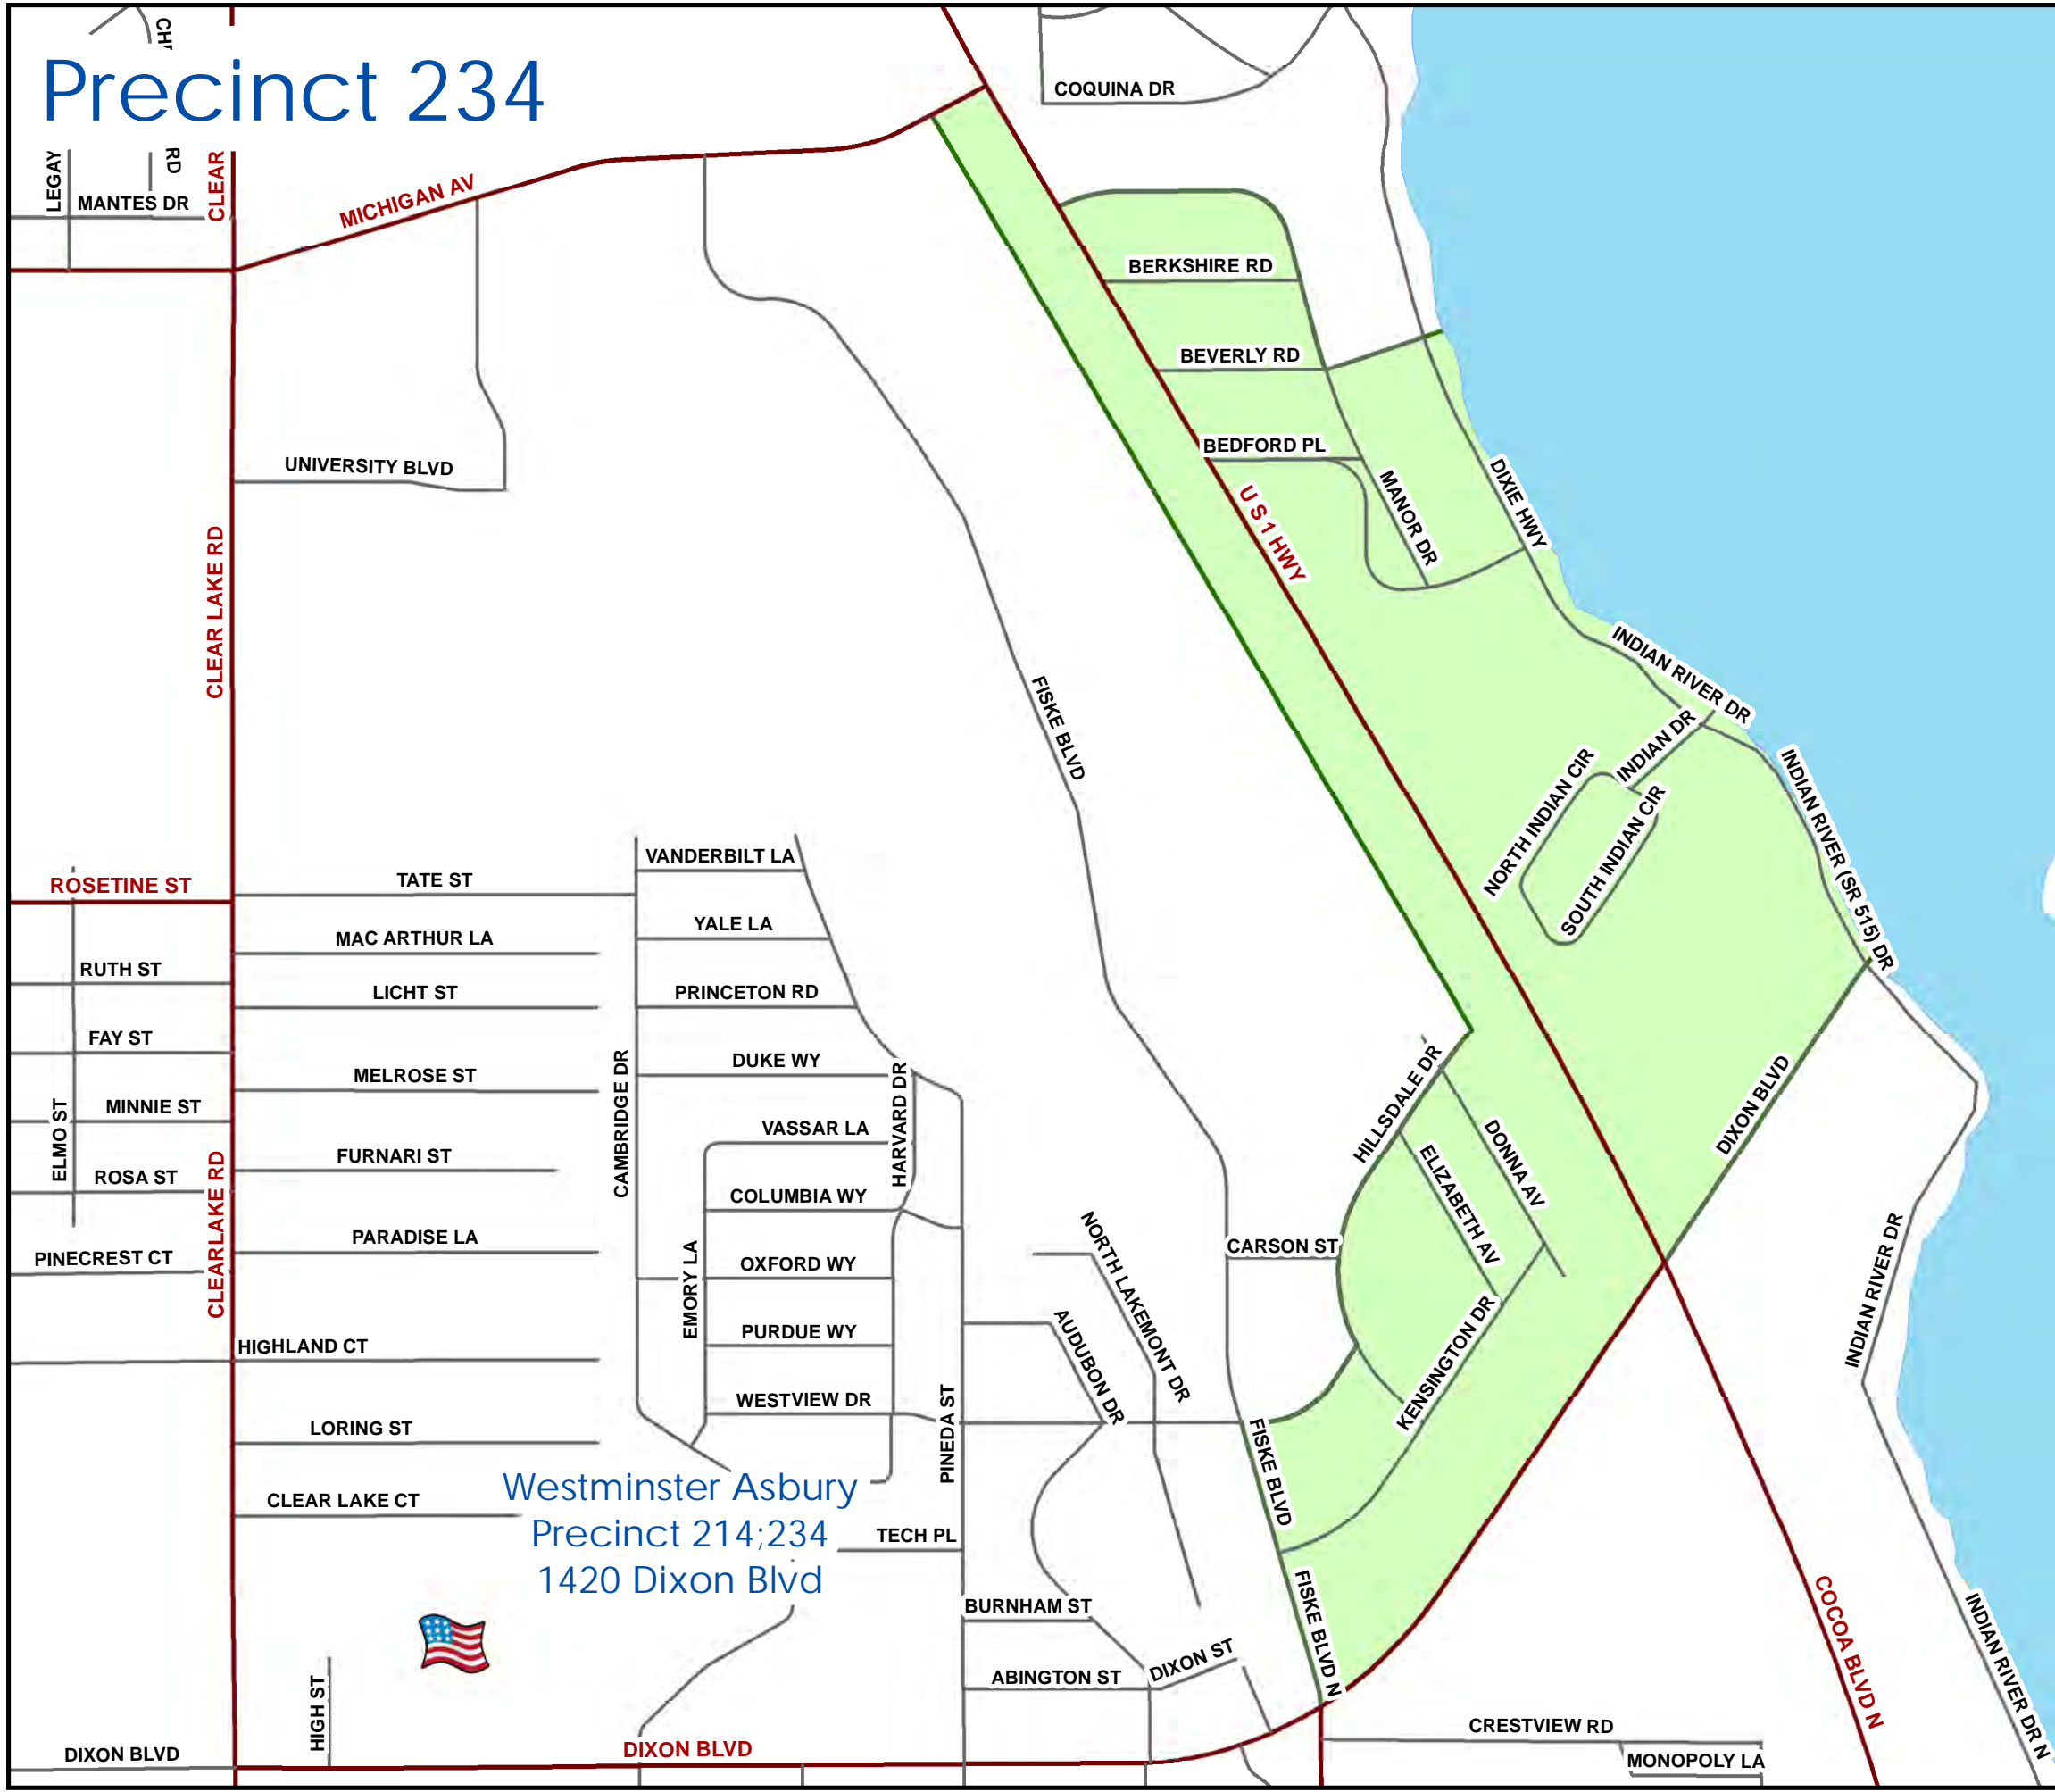 CH
Precinct 234
COQUINA DR
LEGAY
RD
CLEAR
MANTES DR
MICHIGAN AV
BERKSHIRE RD
BEVERLY RD
BEDFORD PL
UNIVERSITY BLVD
MANOR DR
DIXIE HWY
U S 1 HWY
CLEAR LAKE RD
INDIAN RIVER DR
FISKE BLVD
INDIAN DR
NORTH INDIAN CIR
SOUTH INDIAN CIR
INDIAN RIVER (SR 515) DR
VANDERBILT LA
ROSETINE ST
TATE ST
YALE LA
MAC ARTHUR LA
RUTH ST
LICHT ST
PRINCETON RD
FAY ST
DUKE WY
MELROSE ST
CAMBRIDGE DR
HARVARD DR
HILLSDALE DR
DIXON BLVD
ELMO ST
MINNIE ST
VASSAR LA
DONNA AV
ELIZABETH AV
FURNARI ST
ROSA ST
CLEARLAKE RD
COLUMBIA WY
PARADISE LA
PINECREST CT
EMORY LA
OXFORD WY
NORTH LAKEMONT DR
CARSON ST
INDIAN RIVER DR
HIGHLAND CT
PURDUE WY
AUDUBON DR
KENSINGTON DR
WESTVIEW DR
PINEDA ST
LORING ST
FISKE BLVD
Westminster Asbury
Precinct 214;234
1420 Dixon Blvd
CLEAR LAKE CT
TECH PL
BURNHAM ST
FISKE BLVD N
COCOA BLVD N
INDIAN RIVER DR N
DIXON ST
ABINGTON ST
HIGH ST
CRESTVIEW RD
DIXON BLVD
DIXON BLVD
MONOPOLY LA